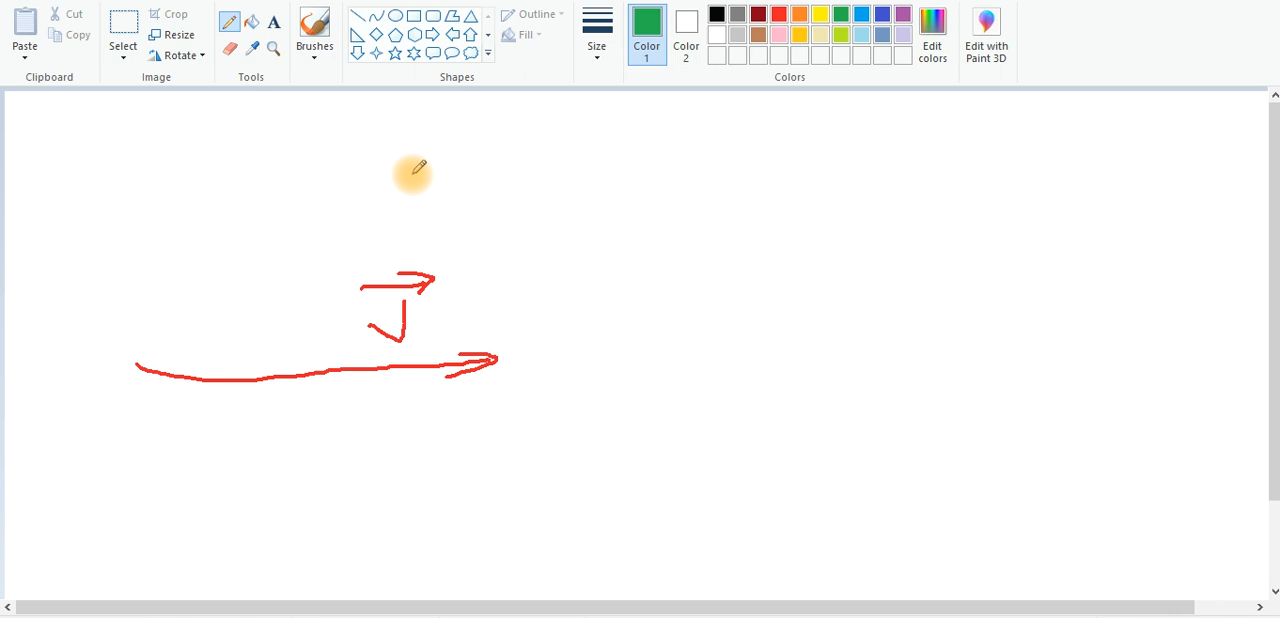 Paste
Cut
Copy
Clipboard
Select
Crop
Resize
Rotate
Image
A
Tools
Brushes
Outline
Fill
Shapes
Size
Color 1
Color 2
Edit colors
Colors
Edit with Paint 3D